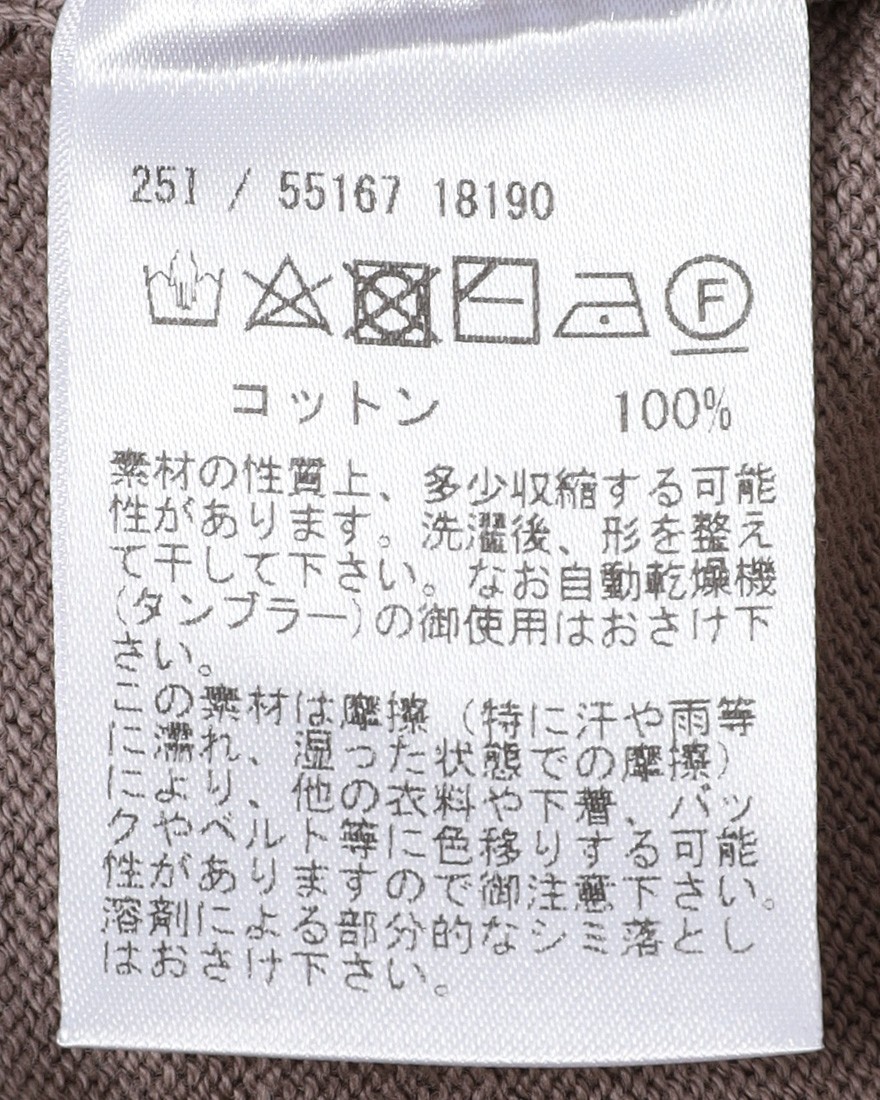 25I / 55167 18190
F
コットン 100%
素材の性質上、多少収縮する可能
性があります。洗濯後、形を整え
て干して下さい。なお自動乾燥機
(タンブラー)の御使用はおさけ下
さい。
この素材は摩擦(特に汗や雨等
に濡れ、湿った状態での摩擦)
により、他の衣料や下着、バッ
クやベルト等に色移りする可能
性がありますので御注意下さい。
溶剤による部分的なシミ落とし
はおさけ下さい。